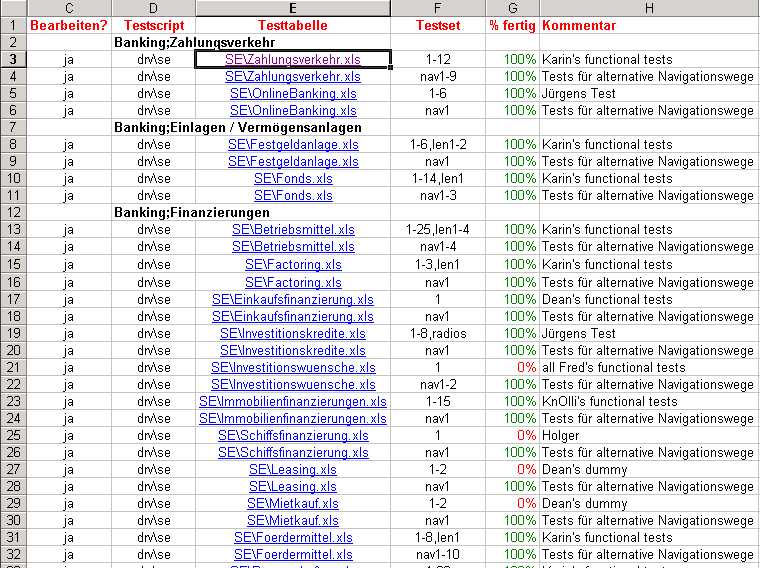 C D E F G H
1 Bearbeiten? Testscript Testtabelle Testset % fertig Kommentar
2 Banking;Zahlungsverkehr
3 ja drv\se SE\Zahlungsverkehr.xls 1-12 100% Karin's functional tests
4 ja drv\se SE\Zahlungsverkehr.xls nav1-9 100% Tests für alternative Navigationswege
5 ja drv\se SE\OnlineBanking.xls 1-6 100% Jürgens Test
6 ja drv\se SE\OnlineBanking.xls nav1 100% Tests für alternative Navigationswege
7 Banking;Einlagen / Vermögensanlagen
8 ja drv\se SE\Festgeldanlage.xls 1-6,len1-2 100% Karin's functional tests
9 ja drv\se SE\Festgeldanlage.xls nav1 100% Tests für alternative Navigationswege
10 ja drv\se SE\Fonds.xls 1-14,len1 100% Karin's functional tests
11 ja drv\se SE\Fonds.xls nav1-3 100% Tests für alternative Navigationswege
12 Banking;Finanzierungen
13 ja drv\se SE\Betriebsmittel.xls 1-25,len1-4 100% Karin's functional tests
14 ja drv\se SE\Betriebsmittel.xls nav1-4 100% Tests für alternative Navigationswege
15 ja drv\se SE\Factoring.xls 1-3,len1 100% Karin's functional tests
16 ja drv\se SE\Factoring.xls nav1 100% Tests für alternative Navigationswege
17 ja drv\se SE\Einkaufsfinanzierung.xls 1 100% Dean's functional tests
18 ja drv\se SE\Einkaufsfinanzierung.xls nav1 100% Tests für alternative Navigationswege
19 ja drv\se SE\Investitionskredite.xls 1-8,radios 100% Jürgens Test
20 ja drv\se SE\Investitionskredite.xls nav1 100% Tests für alternative Navigationswege
21 ja drv\se SE\Investitionswuensche.xls 1 0% all Fred's functional tests
22 ja drv\se SE\Investitionswuensche.xls nav1-2 100% Tests für alternative Navigationswege
23 ja drv\se SE\Immobilienfinanzierungen.xls 1-15 100% KnOlli's functional tests
24 ja drv\se SE\Immobilienfinanzierungen.xls nav1 100% Tests für alternative Navigationswege
25 ja drv\se SE\Schiffsfinanzierung.xls 1 0% Holger
26 ja drv\se SE\Schiffsfinanzierung.xls nav1 100% Tests für alternative Navigationswege
27 ja drv\se SE\Leasing.xls 1-2 0% Dean's dummy
28 ja drv\se SE\Leasing.xls nav1 100% Tests für alternative Navigationswege
29 ja drv\se SE\Mietkauf.xls 1-2 0% Dean's dummy
30 ja drv\se SE\Mietkauf.xls nav1 100% Tests für alternative Navigationswege
31 ja drv\se SE\Foerdermittel.xls 1-8,len1 100% Karin's functional tests
32 ja drv\se SE\Foerdermittel.xls nav1-10 100% Tests für alternative Navigationswege